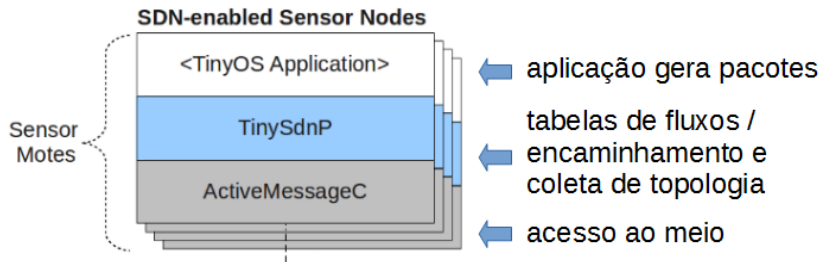 SDN-enabled Sensor Nodes
Sensor
Motes
<TinyOS Application>
TinySdnP
ActiveMessageC
aplicação gera pacotes
tabelas de fluxos /
encaminhamento e
coleta de topologia
acesso ao meio